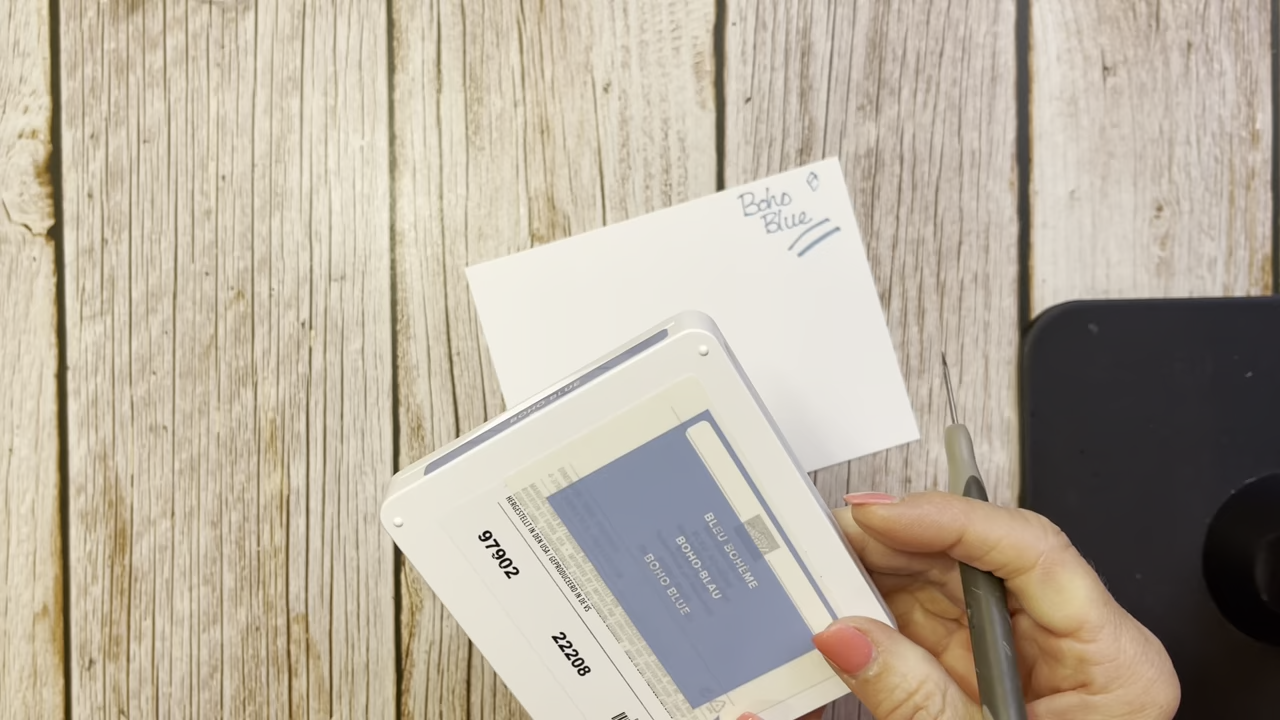 Boho
Blue
BOHO BLUE
BLEU BOHÈME
BOHO-BLAU
BOHO BLUE
HERGESTELLT IN DEN USA / GEPRODUCEERD IN DE VS
97902
22208